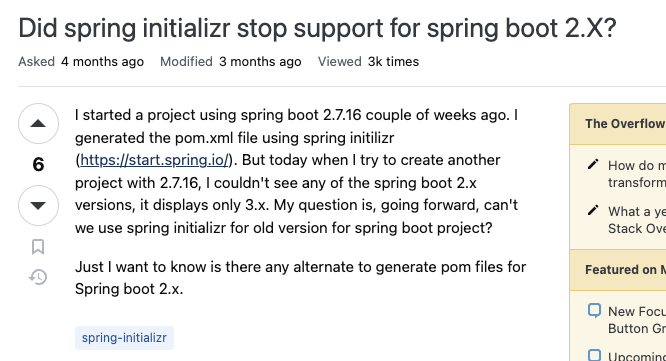 Did spring initializr stop support for spring boot 2.X?
Asked 4 months ago Modified 3 months ago Viewed 3k times
6
I started a project using spring boot 2.7.16 couple of weeks ago. I
generated the pom.xml file using spring initilizr
(https://start.spring.io/). But today when I try to create another
project with 2.7.16, I couldn't see any of the spring boot 2.x
versions, it displays only 3.x. My question is, going forward, can't
we use spring initializr for old version for spring boot project?
Just I want to know is there any alternate to generate pom files for
Spring boot 2.x.
spring-initializr
The Overflow
How do m
transform
What a ye
Stack Ove
Featured on M
New Focu
Button Gr
Upcoming